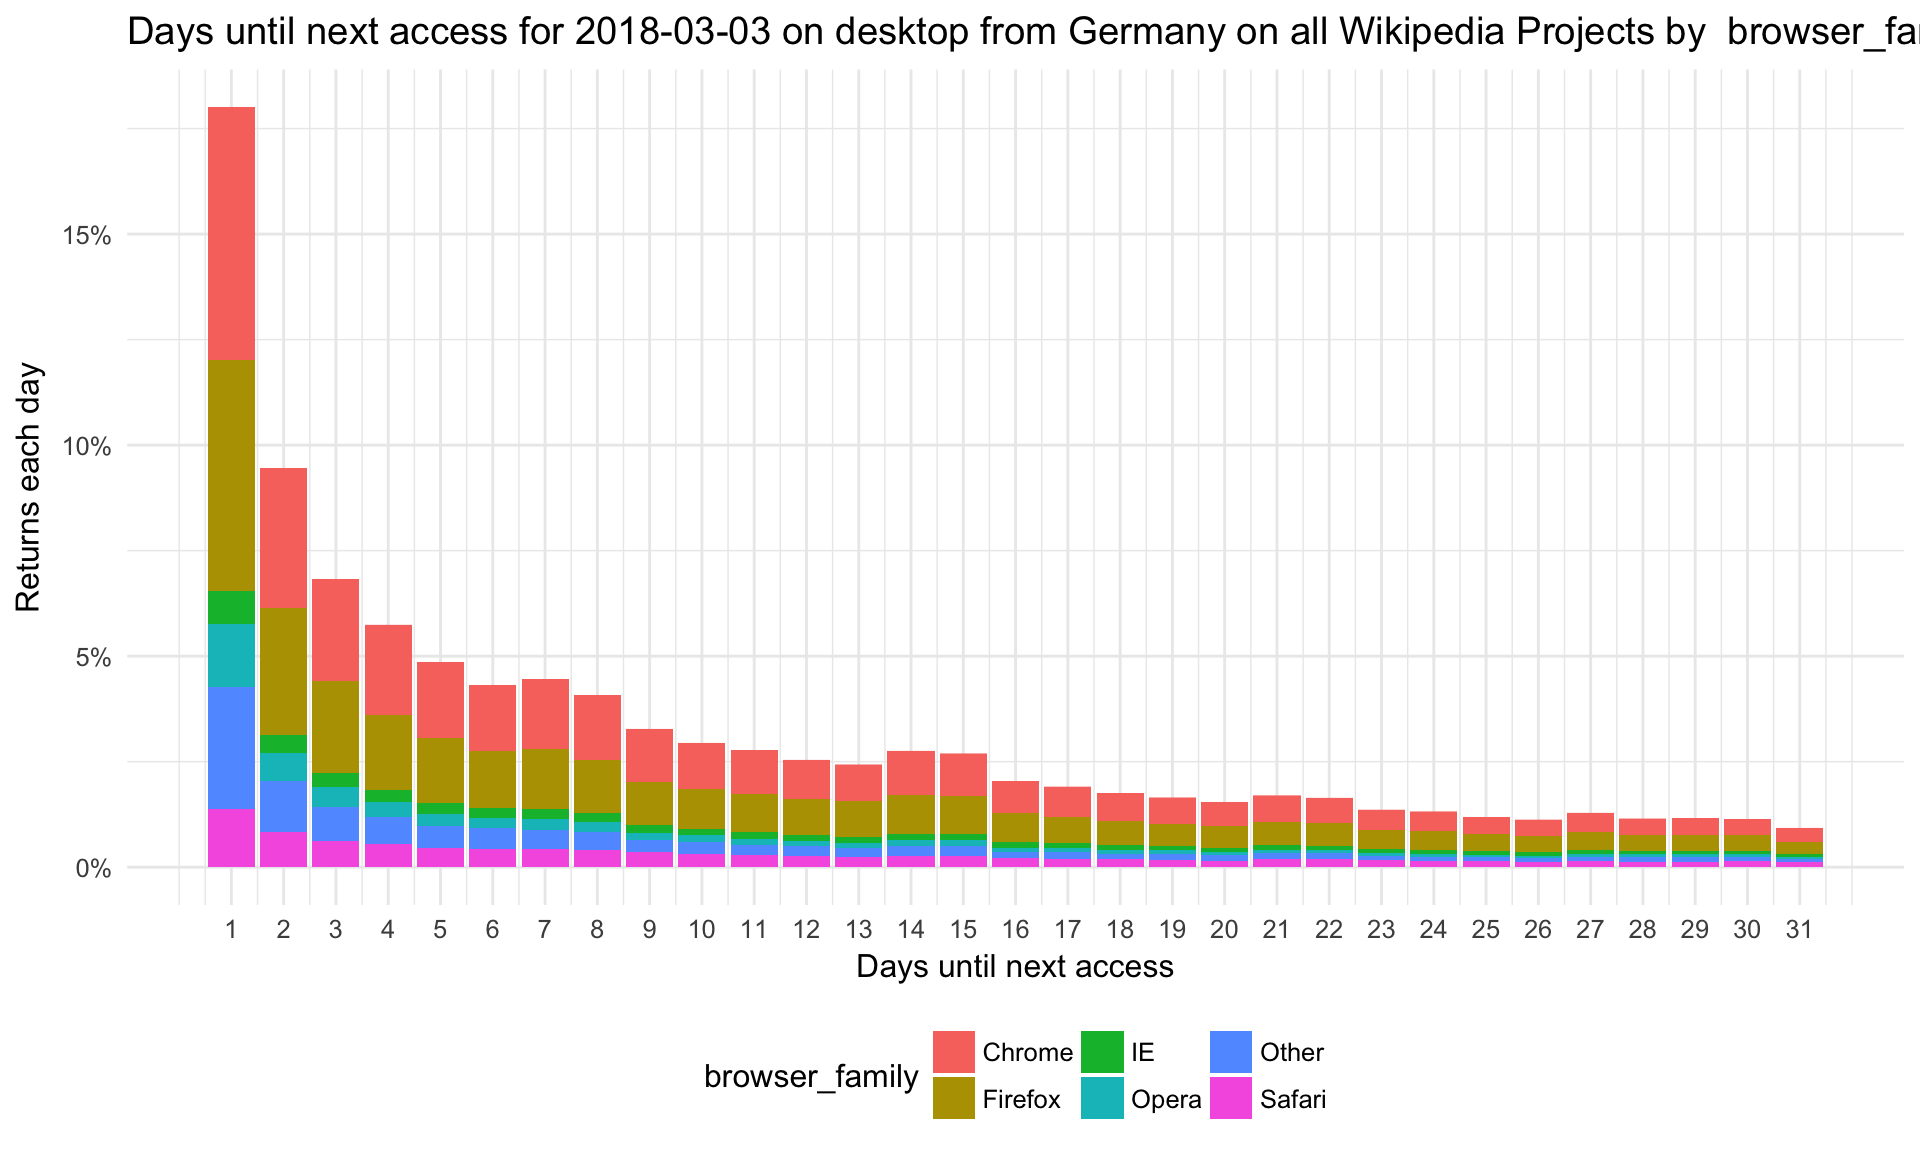 Days until next access for 2018-03-03 on desktop from Germany on all Wikipedia Projects by browser_fa
15%
10%
5%
0%
Returns each day
1 2 3 4 5 6 7 8 9 10 11 12 13 14 15 16 17 18 19 20 21 22 23 24 25 26 27 28 29 30 31
Days until next access
browser_family
Chrome IE Other
Firefox Opera Safari